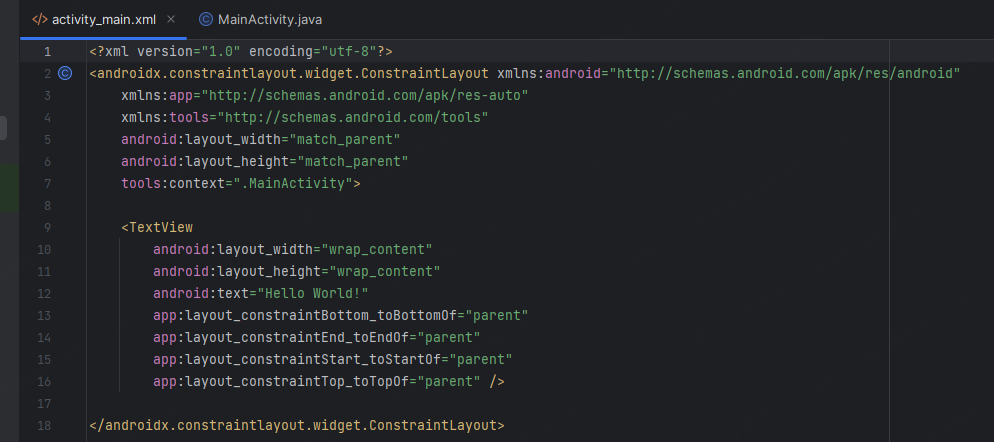 activity_main.xml MainActivity.java
1 <?xml version="1.0" encoding="utf-8"?>
2 <androidx.constraintlayout.widget.ConstraintLayout xmlns:android="http://schemas.android.com/apk/res/android"
3 xmlns:app="http://schemas.android.com/apk/res-auto"
4 xmlns:tools="http://schemas.android.com/tools"
5 android:layout_width="match_parent"
6 android:layout_height="match_parent"
7 tools:context=".MainActivity">
8
9 <TextView
10 android:layout_width="wrap_content"
11 android:layout_height="wrap_content"
12 android:text="Hello World!"
13 app:layout_constraintBottom_toBottomOf="parent"
14 app:layout_constraintEnd_toEndOf="parent"
15 app:layout_constraintStart_toStartOf="parent"
16 app:layout_constraintTop_toTopOf="parent" />
17
18 </androidx.constraintlayout.widget.ConstraintLayout>